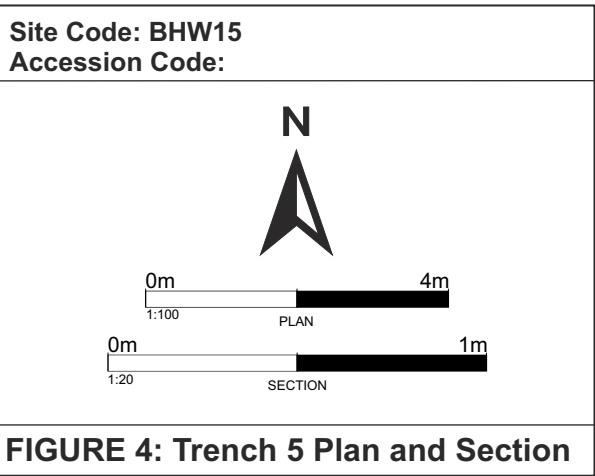 Site Code: BHW15
Accession Code:
N
0m 4m
1:100 PLAN
0m 1m
1:20 SECTION
FIGURE 4: Trench 5 Plan and Section